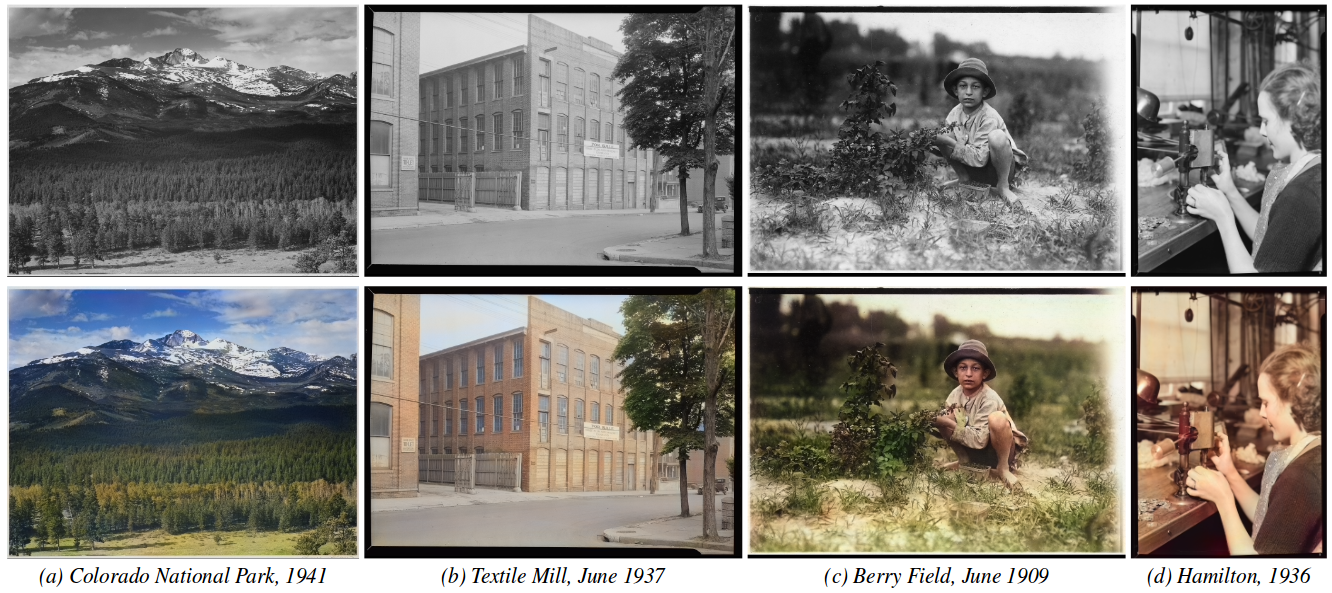 (a) Colorado National Park, 1941
(b) Textile Mill, June 1937
(c) Berry Field, June 1909
(d) Hamilton, 1936